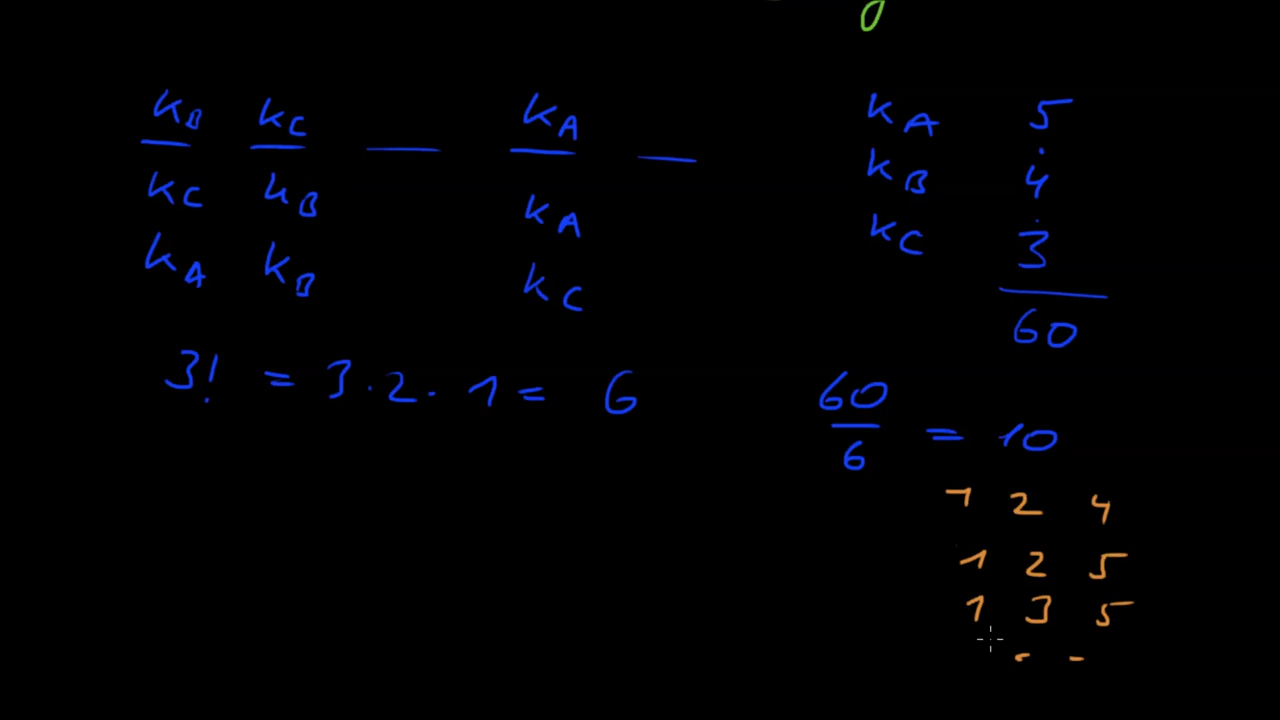 k_B k_C k_A
k_C k_B k_A
k_A k_B k_C
3! = 3 · 2 · 1 = 6
k_A 5
·
k_B 4
·
k_C 3
60
60/6 = 10
1 2 4
1 2 5
1 3 5